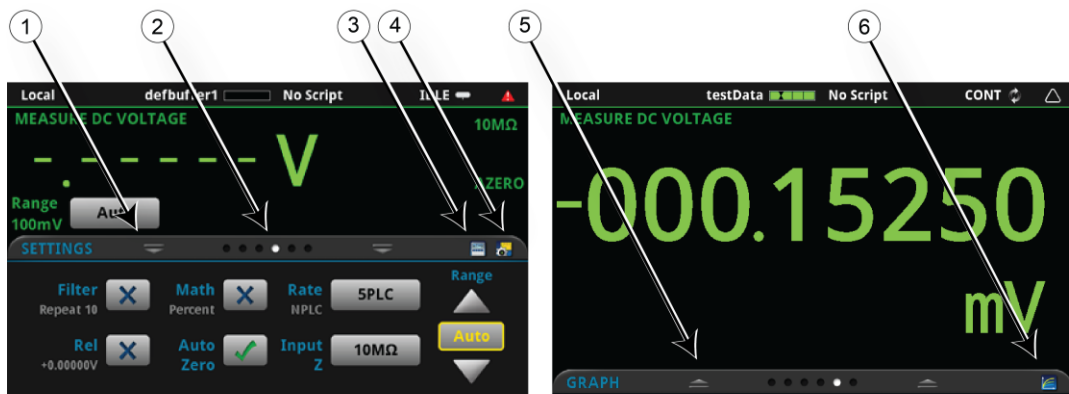 1
2
3
4
5
6
Local defbuffer1 No Script IDLE
MEASURE DC VOLTAGE
10MΩ
-.------ V
AZERO
Range
100mV
Auto
SETTINGS
Filter
Repeat 10
Math
Percent
Rate
NPLC
5PLC
Range
Rel
+0.00000V
Auto
Zero
Input
Z
10MΩ
Auto
Local testData No Script CONT
MEASURE DC VOLTAGE
-000.15250
mV
GRAPH